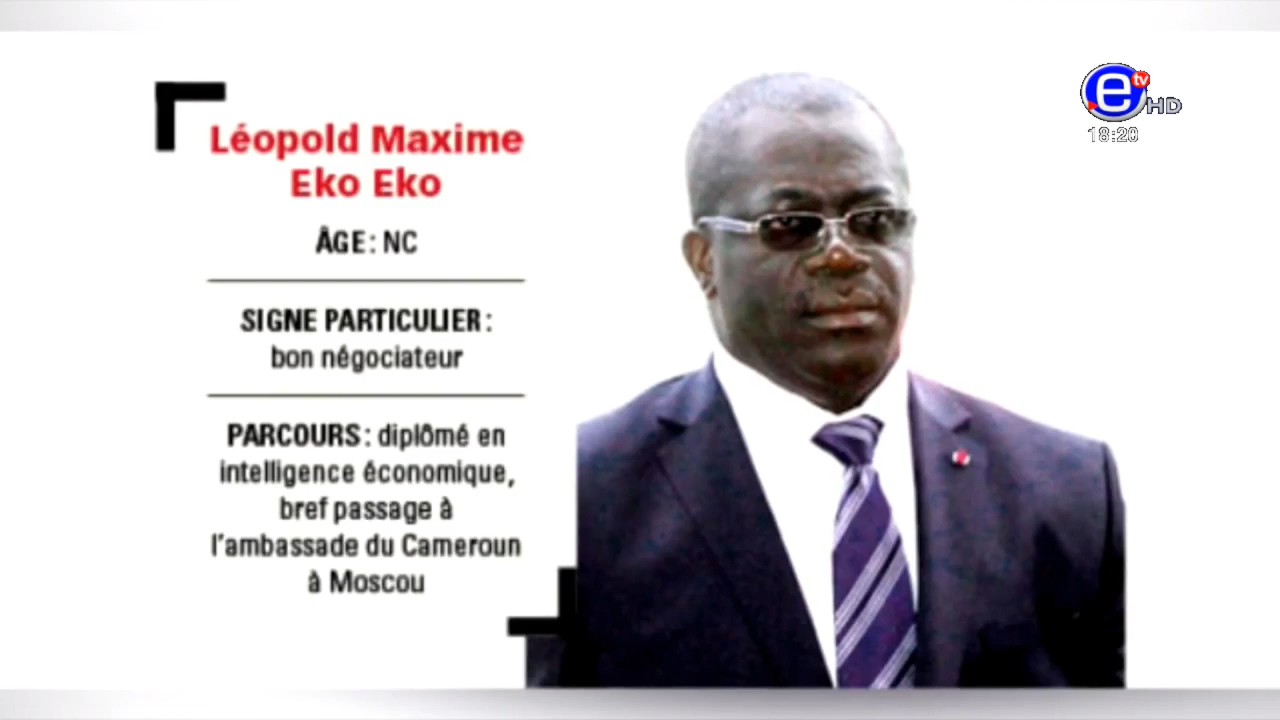 Léopold Maxime
Eko Eko
ÂGE : NC
SIGNE PARTICULIER :
bon négociateur
PARCOURS : diplômé en
intelligence économique,
bref passage à
l'ambassade du Cameroun
à Moscou
e tv HD
18:20